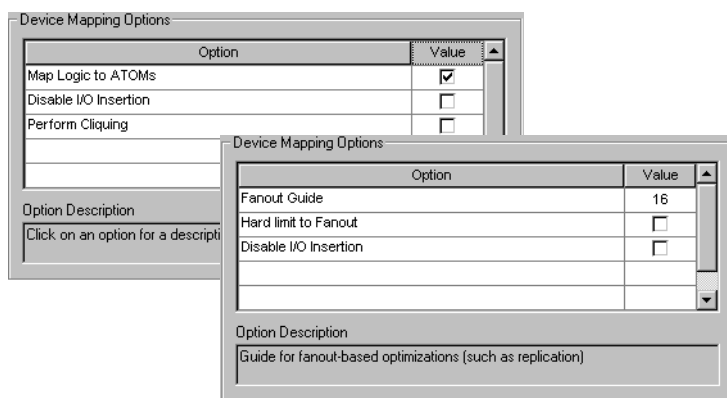 Device Mapping Options
Option Value
Map Logic to ATOMs
Disable I/O Insertion
Perform Cliquing
Option Description
Click on an option for a descripti
Device Mapping Options
Option Value
Fanout Guide 16
Hard limit to Fanout
Disable I/O Insertion
Option Description
Guide for fanout-based optimizations (such as replication)